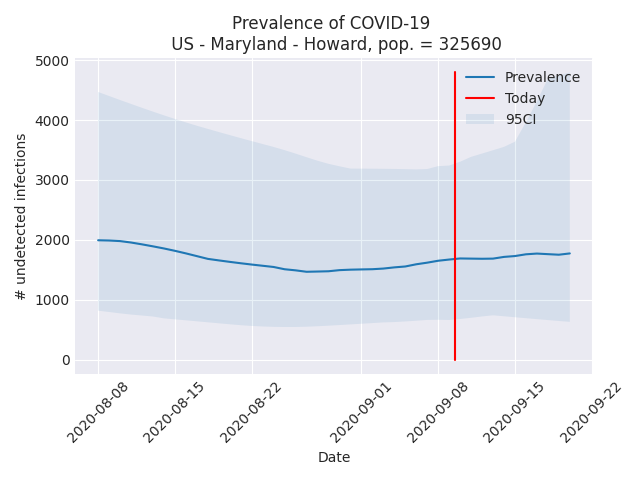 Prevalence of COVID-19
US - Maryland - Howard, pop. = 325690
5000
4000
3000
2000
1000
0
# undetected infections
Prevalence
Today
95CI
2020-08-08
2020-08-15
2020-08-22
2020-09-01
2020-09-08
2020-09-15
2020-09-22
Date